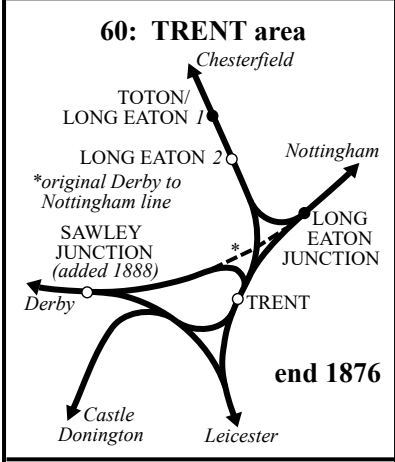 60: TRENT area
Chesterfield
TOTON/
LONG EATON 1
LONG EATON 2
Nottingham
*original Derby to
Nottingham line
LONG
EATON
JUNCTION
SAWLEY
JUNCTION
(added 1888)
*
Derby
TRENT
end 1876
Castle
Donington
Leicester